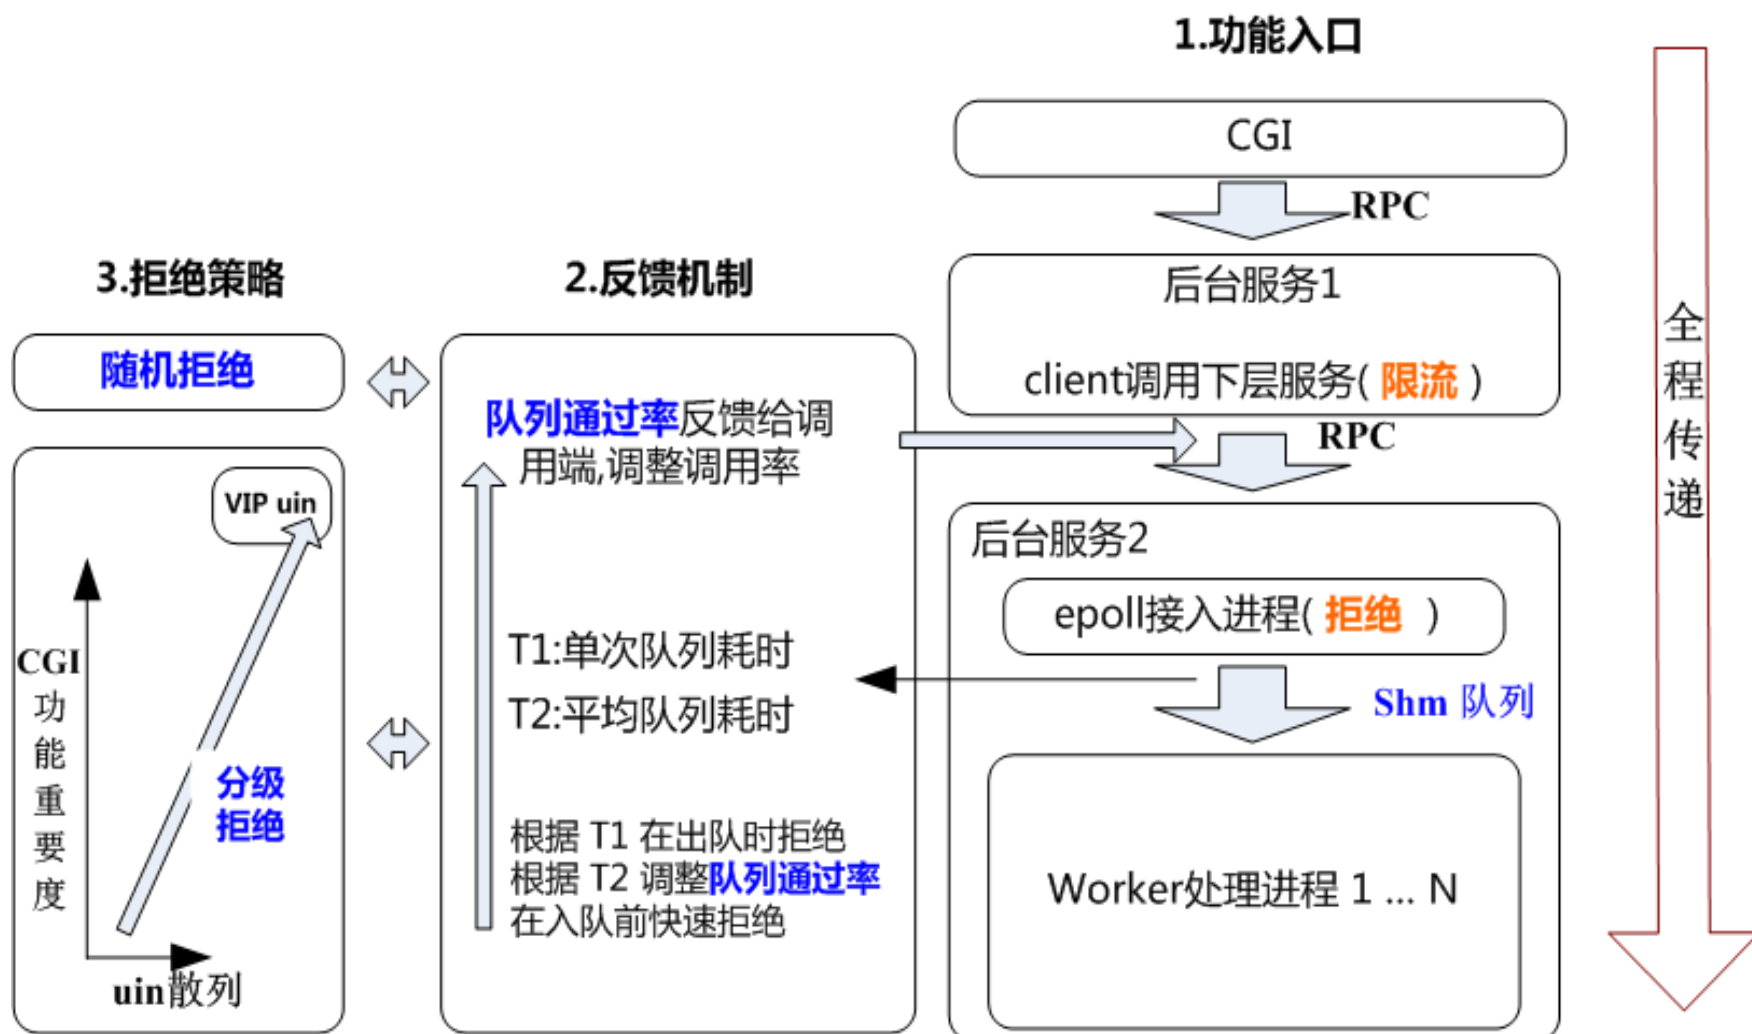 1.功能入口
CGI
RPC
后台服务1
client调用下层服务( 限流 )
RPC
后台服务2
epoll接入进程( 拒绝 )
Shm 队列
Worker处理进程 1 ... N
全程传递
2.反馈机制
队列通过率反馈给调
用端,调整调用率
T1:单次队列耗时
T2:平均队列耗时
根据 T1 在出队时拒绝
根据 T2 调整队列通过率
在入队前快速拒绝
3.拒绝策略
随机拒绝
VIP uin
CGI
功能重要度
分级
拒绝
uin散列